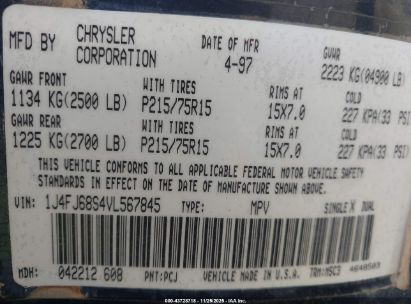 MFD BY CHRYSLER CORPORATION DATE OF MFR 4-97 GVWR 2223 KG(04900 LB)
GAWR FRONT WITH TIRES RIMS AT COLD
1134 KG(2500 LB) P215/75R15 15X7.0 227 KPA(33 PSI
GAWR REAR WITH TIRES RIMS AT COLD
1225 KG(2700 LB) P215/75R15 15X7.0 227 KPA(33 PSI
THIS VEHICLE CONFORMS TO ALL APPLICABLE FEDERAL MOTOR VEHICLE SAFETY
STANDARDS IN EFFECT ON THE DATE OF MANUFACTURE SHOWN ABOVE.
VIN: 1J4FJ68S4VL567845 TYPE: MPV SINGLE X DUAL
MDH: 042212 608 PNT:PCJ VEHICLE MADE IN U.S.A. TRM:MSC3 4648503